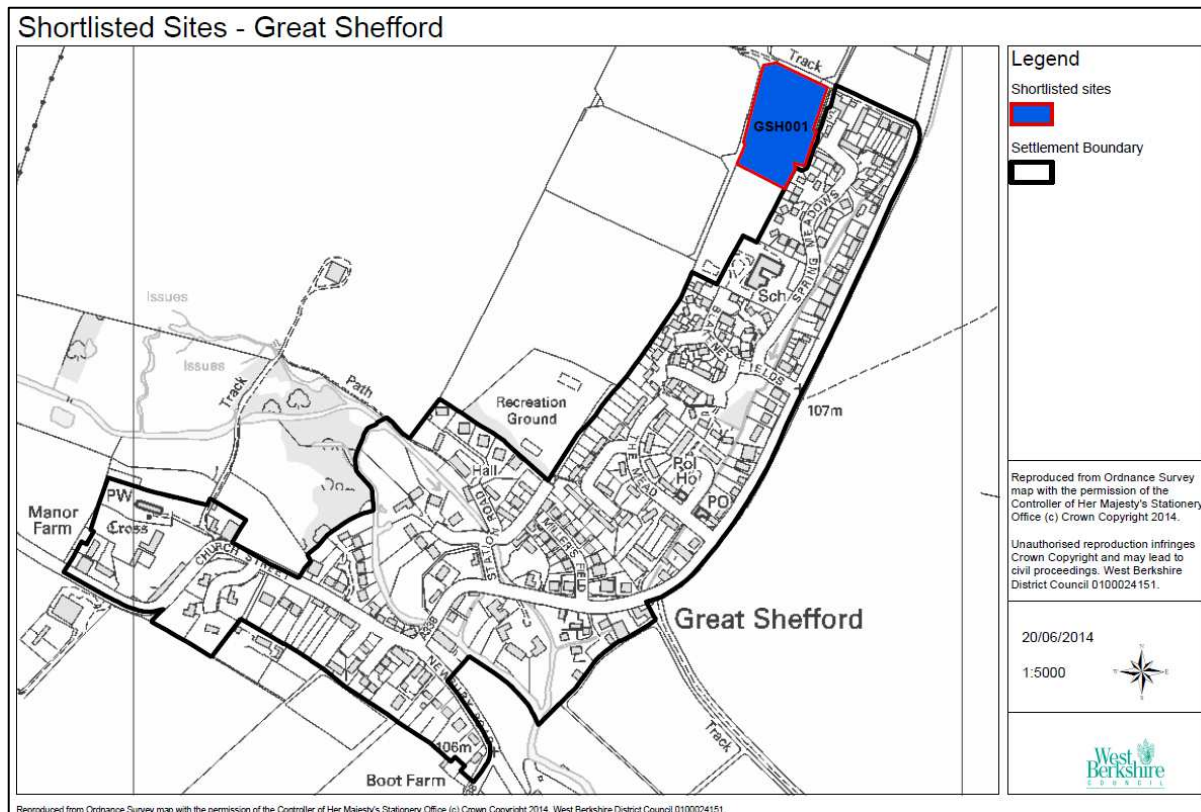 Shortlisted Sites - Great Shefford
Track
GSH001
SPRING MEADOWS
Sch
BLAKENEY FIELDS
107m
Issues
Issues
Track
Path
Recreation
Ground
Hall
STATION ROAD
THE MEAD
Pol
Ho
PO
MILLER'S
FIELD
PW
Cross
Manor
Farm
CHURCH STREET
Great Shefford
NEWBURY ROAD
106m
Boot Farm
Track
Legend
Shortlisted sites
Settlement Boundary
Reproduced from Ordnance Survey
map with the permission of the
Controller of Her Majesty's Stationery
Office (c) Crown Copyright 2014.
Unauthorised reproduction infringes
Crown Copyright and may lead to
civil proceedings. West Berkshire
District Council 0100024151.
20/06/2014
1:5000
West
Berkshire
COUNCIL
Reproduced from Ordnance Survey map with the permission of the Controller of Her Majesty's Stationery Office (c) Crown Copyright 2014. West Berkshire District Council 0100024151.